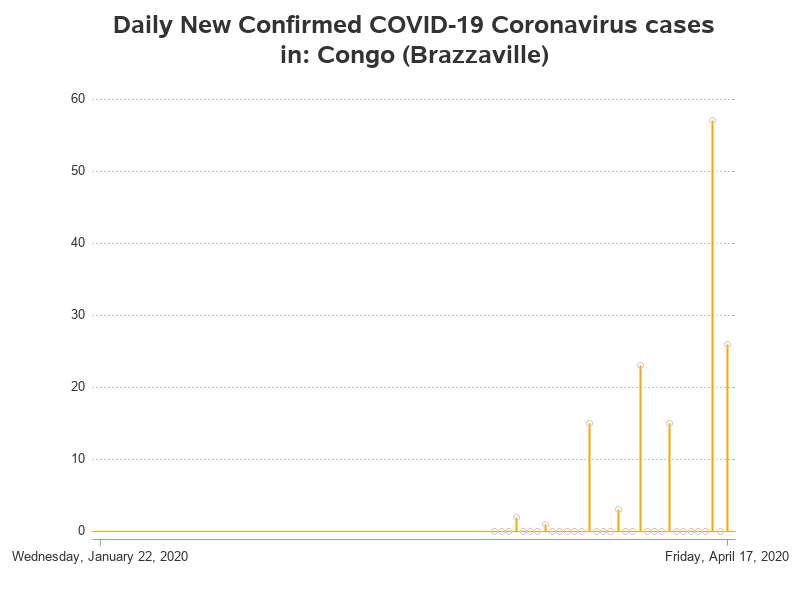 Daily New Confirmed COVID-19 Coronavirus cases
in: Congo (Brazzaville)
60
50
40
30
20
10
0
Wednesday, January 22, 2020
Friday, April 17, 2020